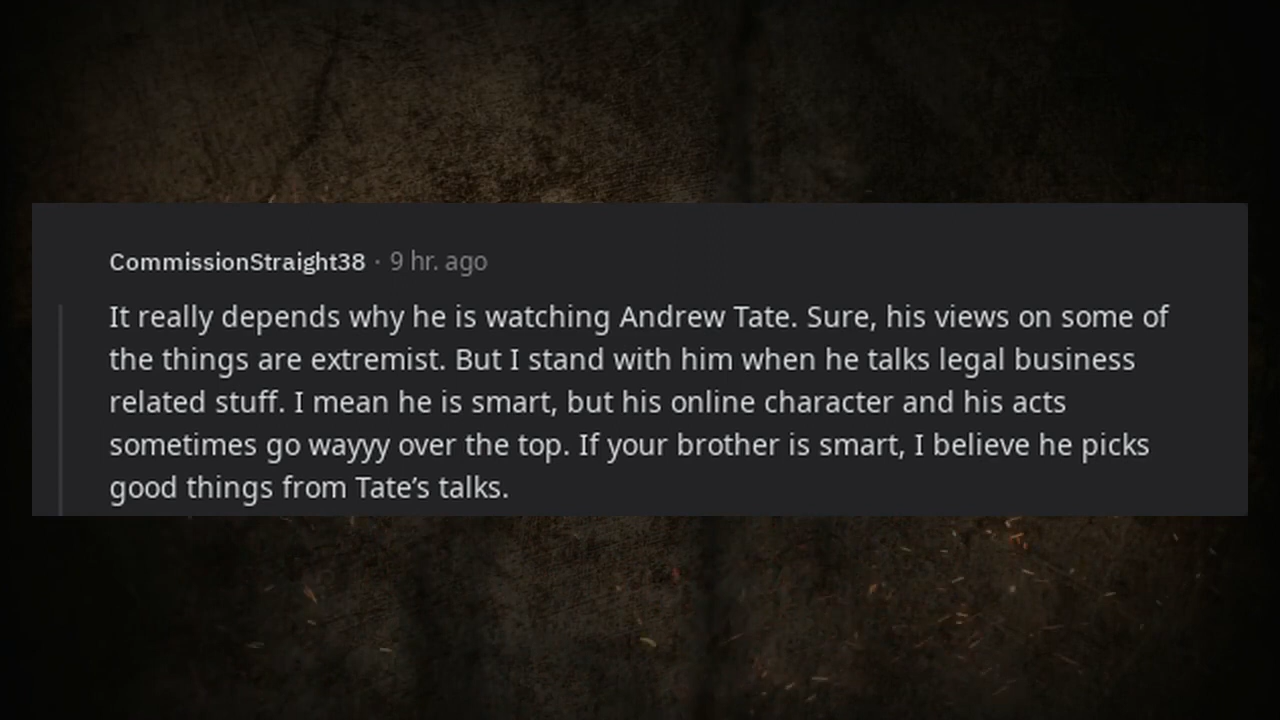 CommissionStraight38 · 9 hr. ago
It really depends why he is watching Andrew Tate. Sure, his views on some of
the things are extremist. But I stand with him when he talks legal business
related stuff. I mean he is smart, but his online character and his acts
sometimes go wayyy over the top. If your brother is smart, I believe he picks
good things from Tate’s talks.